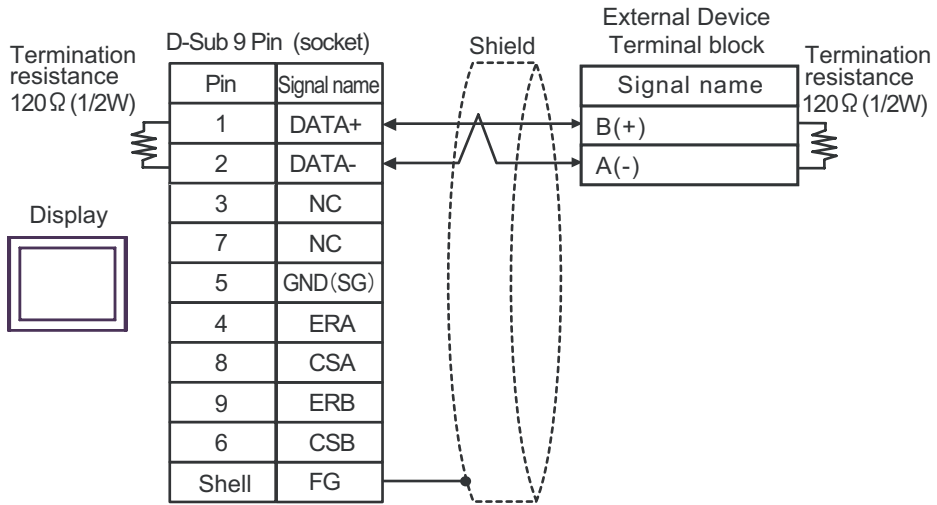 External Device
Terminal block
Termination
resistance
120Ω (1/2W)
D-Sub 9 Pin (socket)
Shield
Termination
resistance
120Ω (1/2W)
Pin Signal name
1 DATA+
2 DATA-
3 NC
7 NC
5 GND(SG)
4 ERA
8 CSA
9 ERB
6 CSB
Shell FG
Signal name
B(+)
A(-)
Display